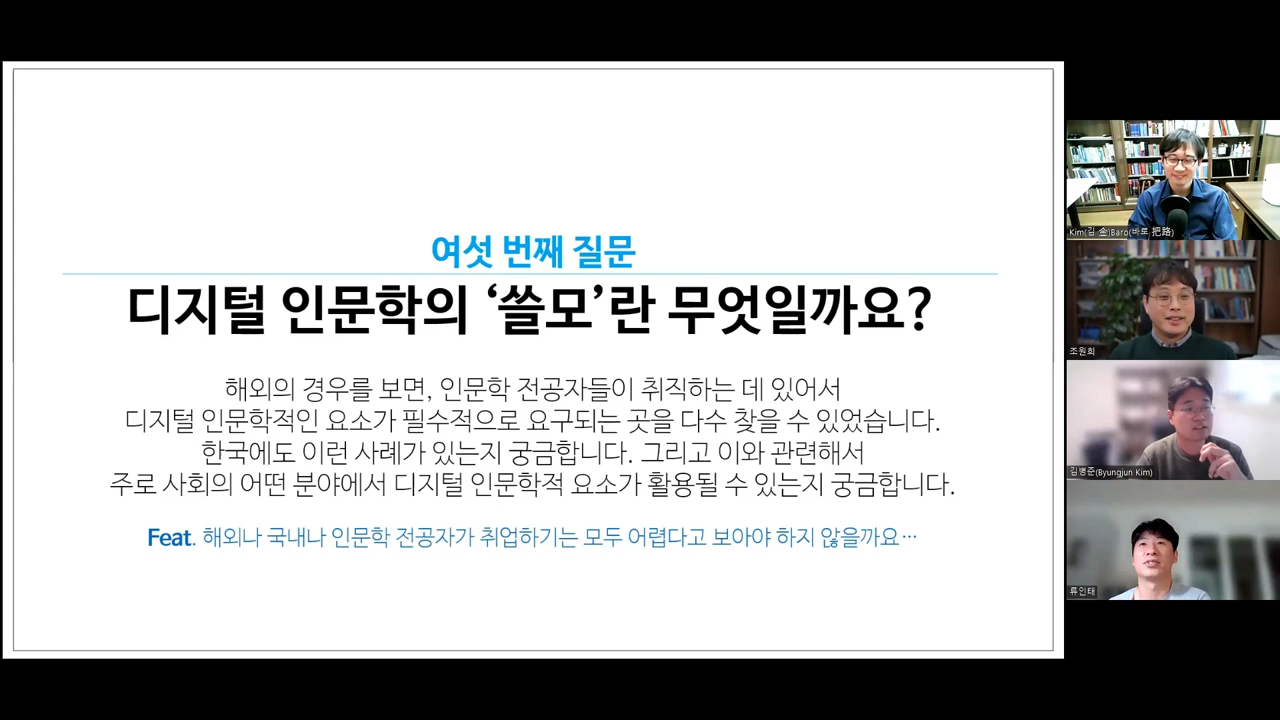 여섯 번째 질문
디지털 인문학의 ‘쓸모’란 무엇일까요?
해외의 경우를 보면, 인문학 전공자들이 취직하는 데 있어서
디지털 인문학적인 요소가 필수적으로 요구되는 곳을 다수 찾을 수 있었습니다.
한국에도 이런 사례가 있는지 궁금합니다. 그리고 이와 관련해서
주로 사회의 어떤 분야에서 디지털 인문학적 요소가 활용될 수 있는지 궁금합니다.
Feat. 해외나 국내나 인문학 전공자가 취업하기는 모두 어렵다고 보아야 하지 않을까요…
Kim(김 金)Baro(바로 把路)
조원희
김병준(Byungjun Kim)
류인태